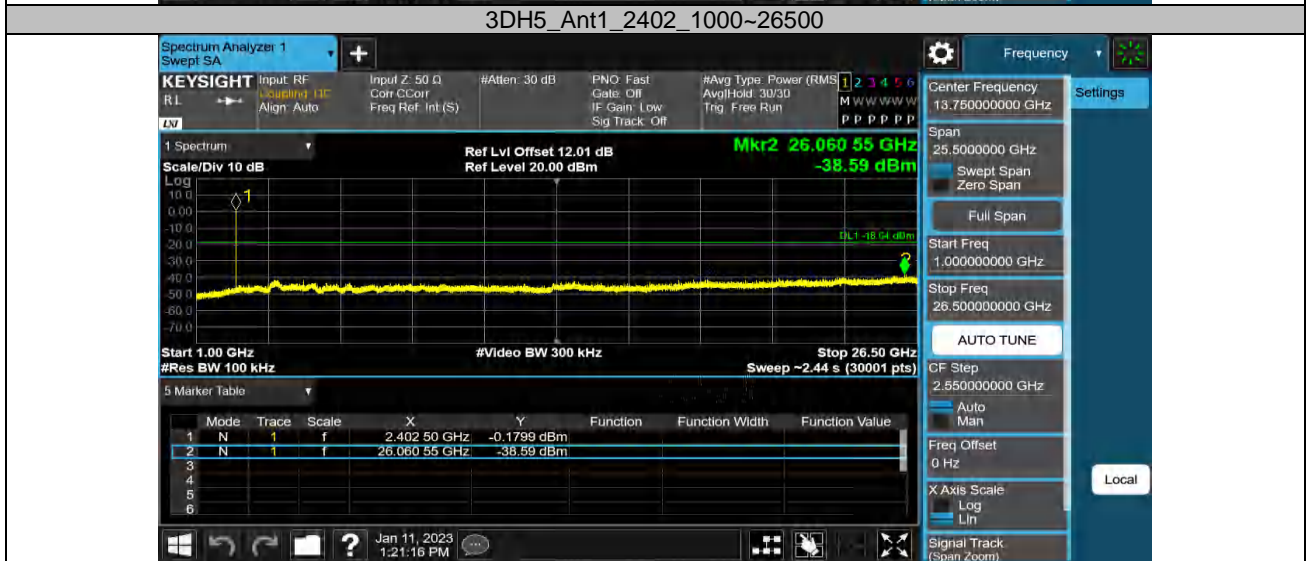 3DH5_Ant1_2402_1000~26500
Spectrum Analyzer 1
Swept SA
Frequency
KEYSIGHT
RL
LXI
Input: RF
Coupling: DC
Align: Auto
Input Z: 50 Ω
Corr CCorr
Freq Ref: Int (S)
#Atten: 30 dB
PNO: Fast
Gate: Off
IF Gain: Low
Sig Track: Off
#Avg Type: Power (RMS
Avg|Hold: 30/30
Trig: Free Run
1 2 3 4 5 6
M W W W W W
P P P P P P
Center Frequency
13.750000000 GHz
Settings
Span
25.5000000 GHz
Swept Span
Zero Span
Full Span
Start Freq
1.000000000 GHz
Stop Freq
26.500000000 GHz
AUTO TUNE
CF Step
2.550000000 GHz
Auto
Man
Freq Offset
0 Hz
X Axis Scale
Log
Lin
Signal Track
(Span Zoom)
Local
1 Spectrum
Scale/Div 10 dB
Ref Lvl Offset 12.01 dB
Ref Level 20.00 dBm
Mkr2 26.060 55 GHz
-38.59 dBm
Log
10.0
0.00
-10.0
-20.0
-30.0
-40.0
-50.0
-60.0
-70.0
1
2
Start 1.00 GHz
#Res BW 100 kHz
#Video BW 300 kHz
Stop 26.50 GHz
Sweep ~2.44 s (30001 pts)
5 Marker Table
Mode Trace Scale X Y Function Function Width Function Value
1 N 1 f 2.402 50 GHz -0.1799 dBm
2 N 1 f 26.060 55 GHz -38.59 dBm
3
4
5
6
?
Jan 11, 2023
1:21:16 PM